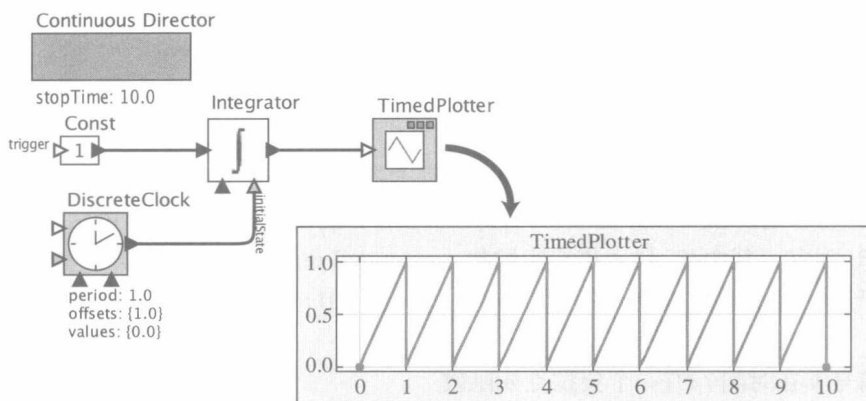 Continuous Director
stopTime: 10.0
Const
trigger
1
Integrator
initialState
TimedPlotter
DiscreteClock
period: 1.0
offsets: {1.0}
values: {0.0}
TimedPlotter
1.0
0.5
0.0
0 1 2 3 4 5 6 7 8 9 10